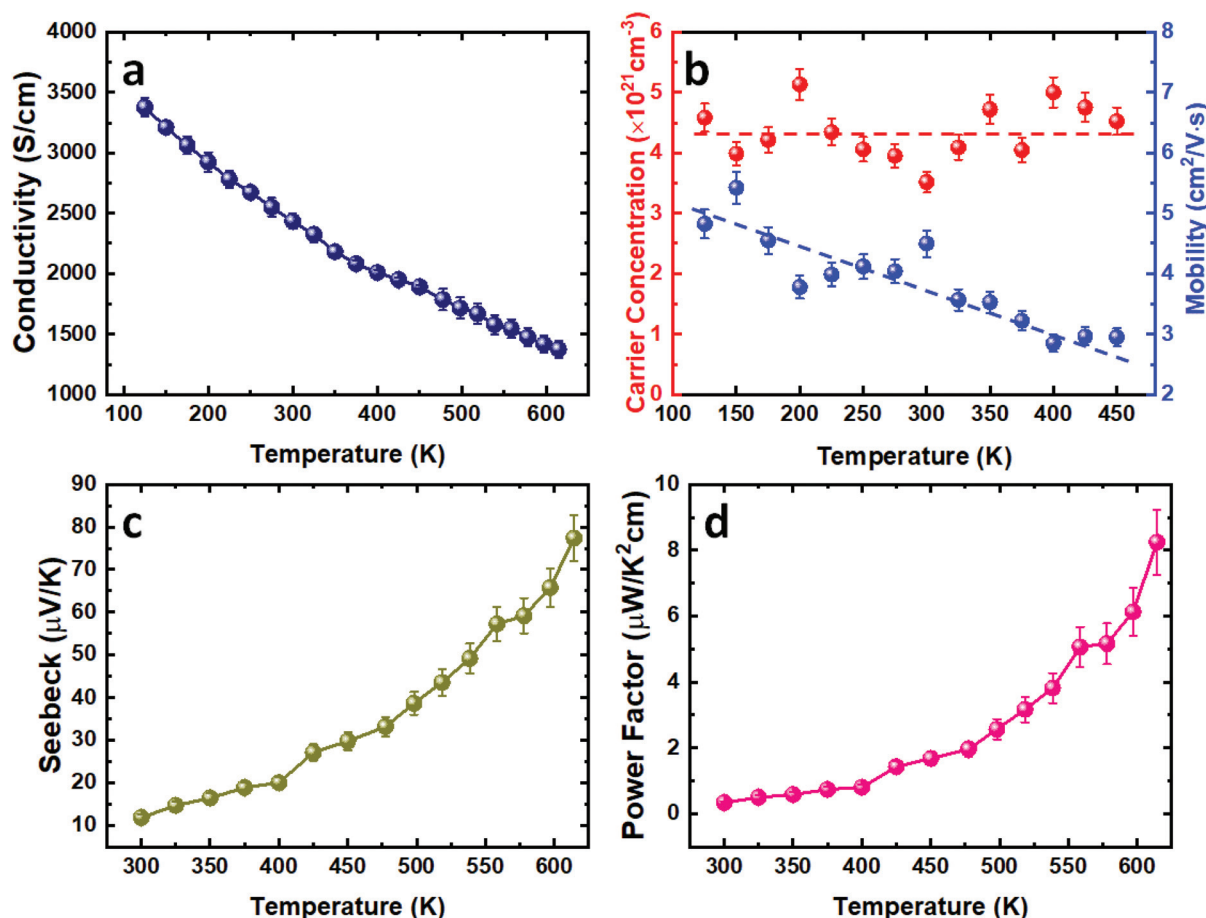 a
Conductivity (S/cm)
4000
3500
3000
2500
2000
1500
1000
100 200 300 400 500 600
Temperature (K)
b
Carrier Concentration (×10²¹cm⁻³)
6
5
4
3
2
1
0
Mobility (cm²/V·s)
8
7
6
5
4
3
2
100 150 200 250 300 350 400 450
Temperature (K)
c
Seebeck (μV/K)
90
80
70
60
50
40
30
20
10
300 350 400 450 500 550 600
Temperature (K)
d
Power Factor (μW/K²cm)
10
8
6
4
2
0
300 350 400 450 500 550 600
Temperature (K)